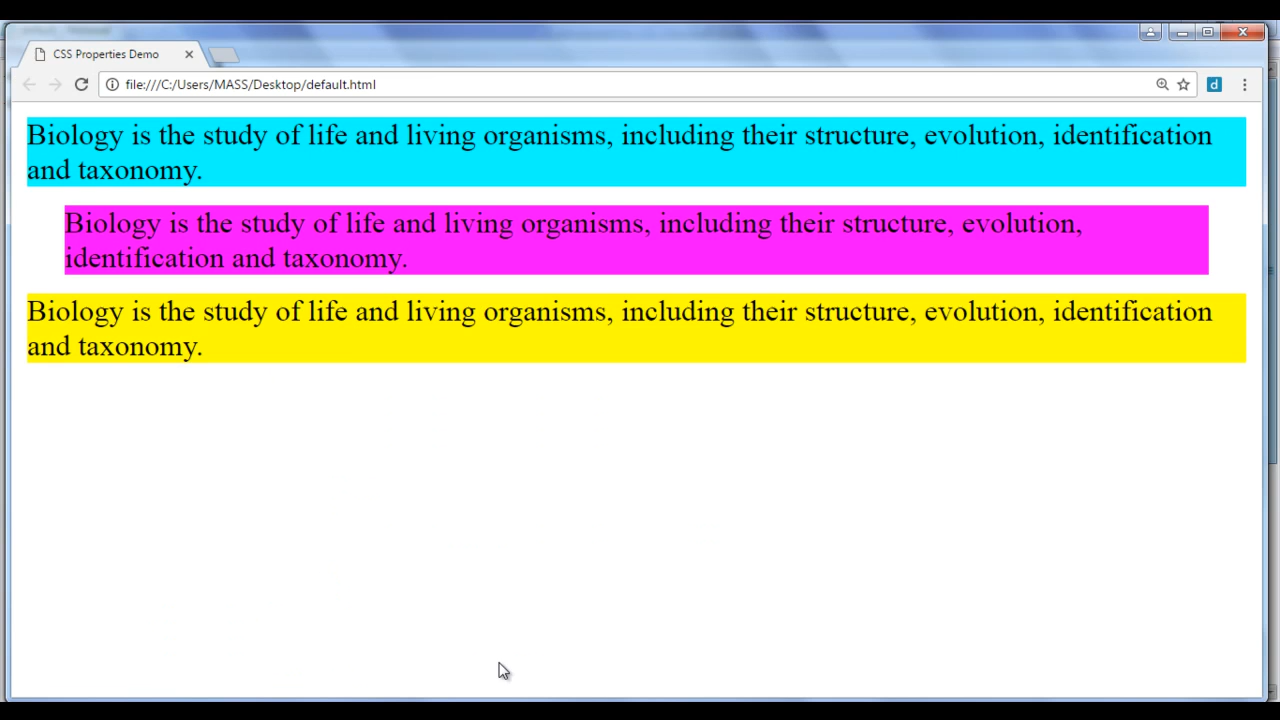 CSS Properties Demo
file:///C:/Users/MASS/Desktop/default.html
d
Biology is the study of life and living organisms, including their structure, evolution, identification
and taxonomy.
Biology is the study of life and living organisms, including their structure, evolution,
identification and taxonomy.
Biology is the study of life and living organisms, including their structure, evolution, identification
and taxonomy.